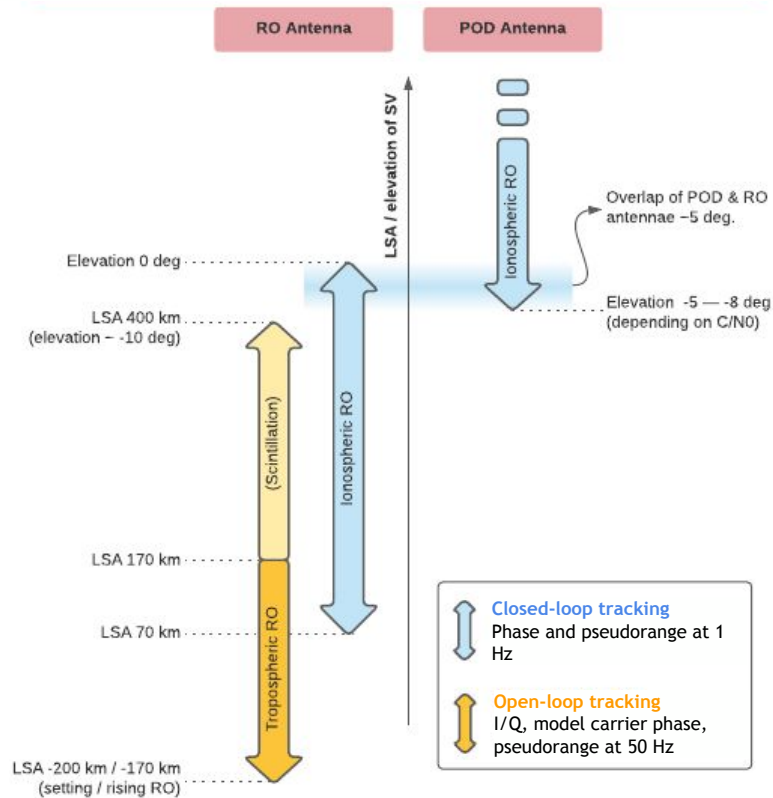 RO Antenna
POD Antenna
LSA / elevation of SV
Ionospheric RO
Overlap of POD & RO
antennae ~5 deg.
Elevation 0 deg
Elevation -5 — -8 deg
(depending on C/N0)
LSA 400 km
(elevation ~ -10 deg)
(Scintillation)
Ionospheric RO
LSA 170 km
LSA 70 km
Tropospheric RO
LSA -200 km / -170 km
(setting / rising RO)
Closed-loop tracking
Phase and pseudorange at 1
Hz
Open-loop tracking
I/Q, model carrier phase,
pseudorange at 50 Hz